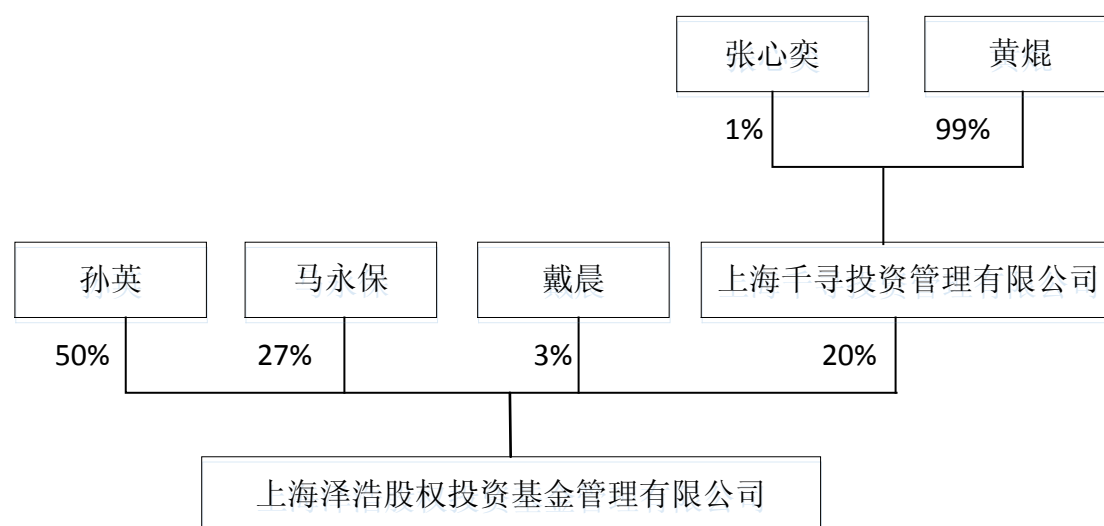 张心奕
黄焜
1%
99%
孙英
马永保
戴晨
上海千寻投资管理有限公司
50%
27%
3%
20%
上海泽浩股权投资基金管理有限公司